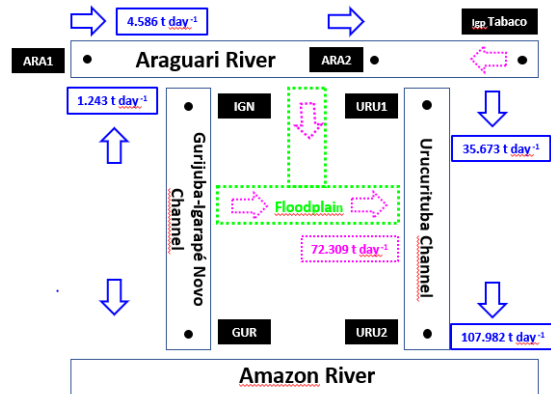 4.586 t day-1
Igp Tabaco
ARA1
Araguari River
ARA2
1.243 t day-1
IGN
URU1
35.673 t day-1
Gurijuba-Igarapé Novo
Channel
Urucurituba Channel
Floodplain
72.309 t day-1
GUR
URU2
107.982 t day-1
Amazon River